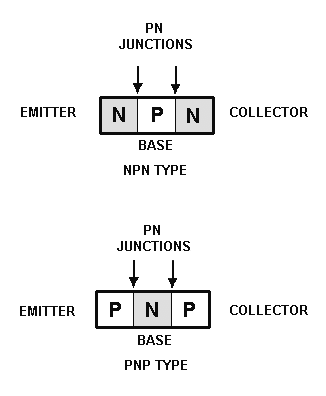 PN
JUNCTIONS
EMITTER N P N COLLECTOR
BASE
NPN TYPE
PN
JUNCTIONS
EMITTER P N P COLLECTOR
BASE
PNP TYPE